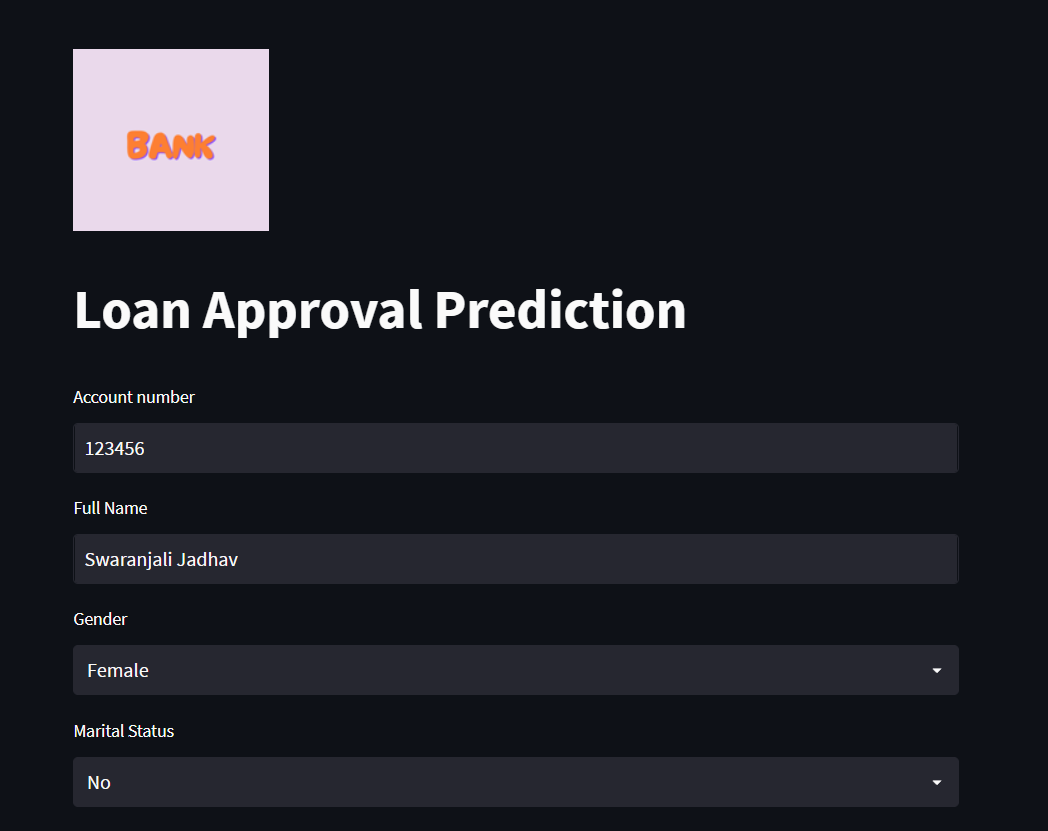 BANK
Loan Approval Prediction
Account number
123456
Full Name
Swaranjali Jadhav
Gender
Female
Marital Status
No